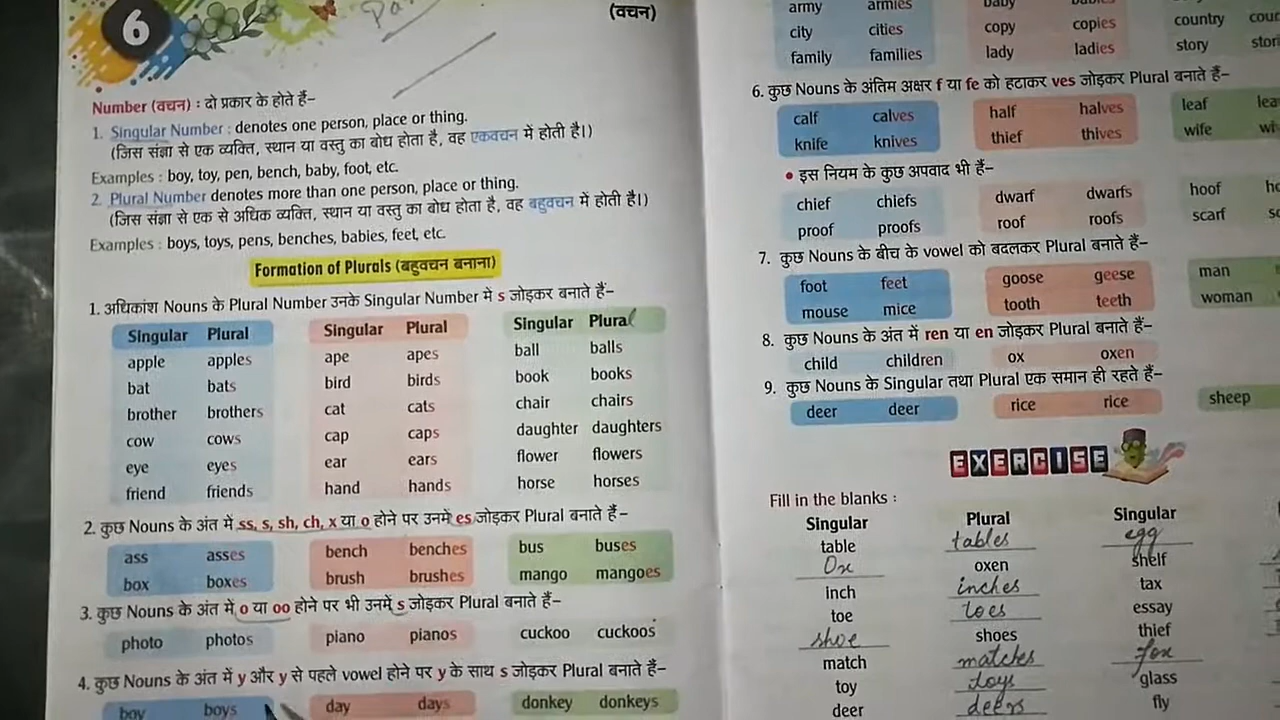 6
(वचन)
Number (वचन) : दो प्रकार के होते हैं–
1. Singular Number : denotes one person, place or thing.
(जिस संज्ञा से एक व्यक्ति, स्थान या वस्तु का बोध होता है, वह एकवचन में होती है।)
Examples : boy, toy, pen, bench, baby, foot, etc.
2. Plural Number denotes more than one person, place or thing.
(जिस संज्ञा से एक से अधिक व्यक्ति, स्थान या वस्तु का बोध होता है, वह बहुवचन में होती है।)
Examples : boys, toys, pens, benches, babies, feet, etc.
Formation of Plurals (बहुवचन बनाना)
1. अधिकांश Nouns के Plural Number उनके Singular Number में s जोड़कर बनाते हैं–
Singular Plural Singular Plural Singular Plural
apple apples ape apes ball balls
bat bats bird birds book books
brother brothers cat cats chair chairs
cow cows cap caps daughter daughters
eye eyes ear ears flower flowers
friend friends hand hands horse horses
2. कुछ Nouns के अंत में ss, s, sh, ch, x या o होने पर उनमें es जोड़कर Plural बनाते हैं–
ass asses bench benches bus buses
box boxes brush brushes mango mangoes
3. कुछ Nouns के अंत में o या oo होने पर भी उनमें s जोड़कर Plural बनाते हैं–
photo photos piano pianos cuckoo cuckoos
4. कुछ Nouns के अंत में y और y से पहले vowel होने पर y के साथ s जोड़कर Plural बनाते हैं–
boy boys day days donkey donkeys
army armies baby
city cities copy copies country
family families lady ladies story
6. कुछ Nouns के अंतिम अक्षर f या fe को हटाकर ves जोड़कर Plural बनाते हैं–
calf calves half halves leaf
knife knives thief thives wife
• इस नियम के कुछ अपवाद भी हैं–
chief chiefs dwarf dwarfs hoof
proof proofs roof roofs scarf
7. कुछ Nouns के बीच के vowel को बदलकर Plural बनाते हैं–
foot feet goose geese man
mouse mice tooth teeth woman
8. कुछ Nouns के अंत में ren या en जोड़कर Plural बनाते हैं–
child children ox oxen
9. कुछ Nouns के Singular तथा Plural एक समान ही रहते हैं–
deer deer rice rice sheep
EXERCISE
Fill in the blanks :
Singular Plural Singular
table tables egg
Ox oxen shelf
inch inches tax
toe toes essay
shoe shoes thief
match matches fox
toy toys glass
deer deers fly